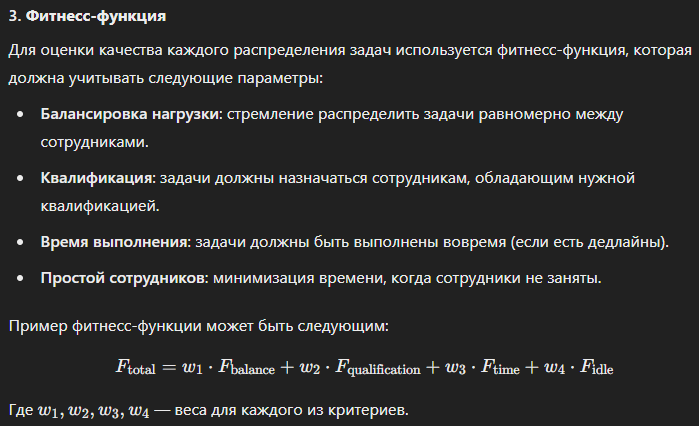 3. Фитнесс-функция
Для оценки качества каждого распределения задач используется фитнесс-функция, которая
должна учитывать следующие параметры:
• Балансировка нагрузки: стремление распределить задачи равномерно между
сотрудниками.
• Квалификация: задачи должны назначаться сотрудникам, обладающим нужной
квалификацией.
• Время выполнения: задачи должны быть выполнены вовремя (если есть дедлайны).
• Простой сотрудников: минимизация времени, когда сотрудники не заняты.
Пример фитнесс-функции может быть следующим:
F_total = w_1 · F_balance + w_2 · F_qualification + w_3 · F_time + w_4 · F_idle
Где w_1, w_2, w_3, w_4 — веса для каждого из критериев.